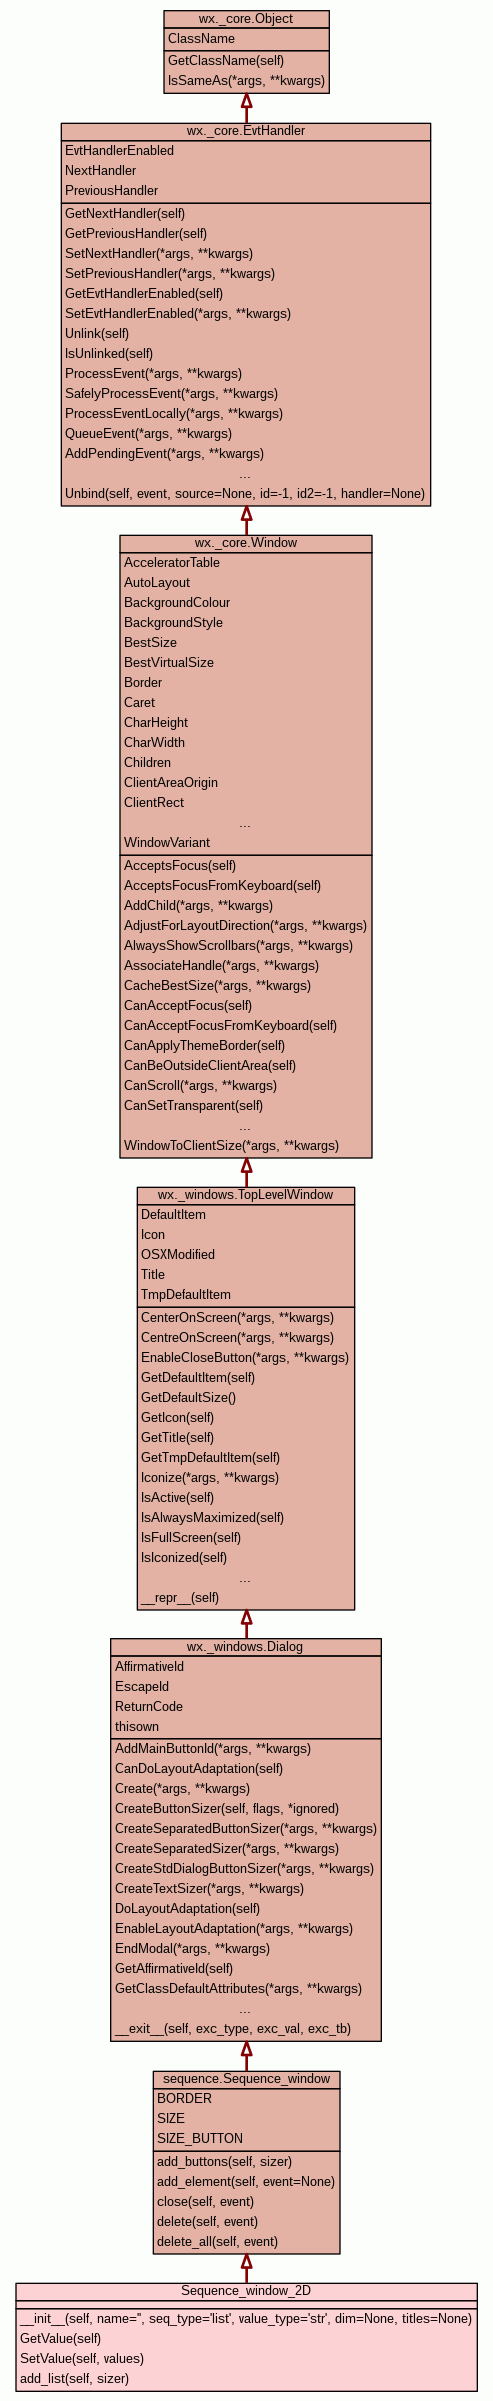 wx._core.Object
ClassName
GetClassName(self)
IsSameAs(*args, **kwargs)
wx._core.EvtHandler
EvtHandlerEnabled
NextHandler
PreviousHandler
GetNextHandler(self)
GetPreviousHandler(self)
SetNextHandler(*args, **kwargs)
SetPreviousHandler(*args, **kwargs)
GetEvtHandlerEnabled(self)
SetEvtHandlerEnabled(*args, **kwargs)
Unlink(self)
IsUnlinked(self)
ProcessEvent(*args, **kwargs)
SafelyProcessEvent(*args, **kwargs)
ProcessEventLocally(*args, **kwargs)
QueueEvent(*args, **kwargs)
AddPendingEvent(*args, **kwargs)
...
Unbind(self, event, source=None, id=-1, id2=-1, handler=None)
wx._core.Window
AcceleratorTable
AutoLayout
BackgroundColour
BackgroundStyle
BestSize
BestVirtualSize
Border
Caret
CharHeight
CharWidth
Children
ClientAreaOrigin
ClientRect
...
WindowVariant
AcceptsFocus(self)
AcceptsFocusFromKeyboard(self)
AddChild(*args, **kwargs)
AdjustForLayoutDirection(*args, **kwargs)
AlwaysShowScrollbars(*args, **kwargs)
AssociateHandle(*args, **kwargs)
CacheBestSize(*args, **kwargs)
CanAcceptFocus(self)
CanAcceptFocusFromKeyboard(self)
CanApplyThemeBorder(self)
CanBeOutsideClientArea(self)
CanScroll(*args, **kwargs)
CanSetTransparent(self)
...
WindowToClientSize(*args, **kwargs)
wx._windows.TopLevelWindow
DefaultItem
Icon
OSXModified
Title
TmpDefaultItem
CenterOnScreen(*args, **kwargs)
CentreOnScreen(*args, **kwargs)
EnableCloseButton(*args, **kwargs)
GetDefaultItem(self)
GetDefaultSize()
GetIcon(self)
GetTitle(self)
GetTmpDefaultItem(self)
Iconize(*args, **kwargs)
IsActive(self)
IsAlwaysMaximized(self)
IsFullScreen(self)
IsIconized(self)
...
__repr__(self)
wx._windows.Dialog
AffirmativeId
EscapeId
ReturnCode
thisown
AddMainButtonId(*args, **kwargs)
CanDoLayoutAdaptation(self)
Create(*args, **kwargs)
CreateButtonSizer(self, flags, *ignored)
CreateSeparatedButtonSizer(*args, **kwargs)
CreateSeparatedSizer(*args, **kwargs)
CreateStdDialogButtonSizer(*args, **kwargs)
CreateTextSizer(*args, **kwargs)
DoLayoutAdaptation(self)
EnableLayoutAdaptation(*args, **kwargs)
EndModal(*args, **kwargs)
GetAffirmativeId(self)
GetClassDefaultAttributes(*args, **kwargs)
...
__exit__(self, exc_type, exc_val, exc_tb)
sequence.Sequence_window
BORDER
SIZE
SIZE_BUTTON
add_buttons(self, sizer)
add_element(self, event=None)
close(self, event)
delete(self, event)
delete_all(self, event)
Sequence_window_2D
__init__(self, name='', seq_type='list', value_type='str', dim=None, titles=None)
GetValue(self)
SetValue(self, values)
add_list(self, sizer)